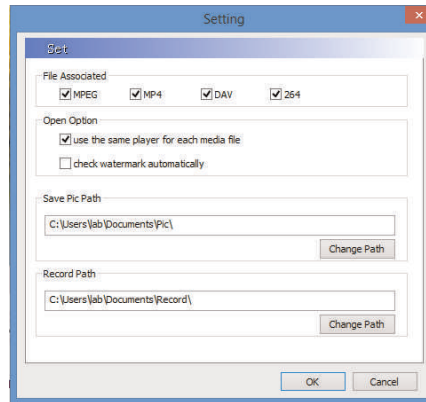 Setting
Set
File Associated
MPEG MP4 DAV 264
Open Option
use the same player for each media file
check watermark automatically
Save Pic Path
C:\Users\lab\Documents\Pic\
Change Path
Record Path
C:\Users\lab\Documents\Record\
Change Path
OK Cancel